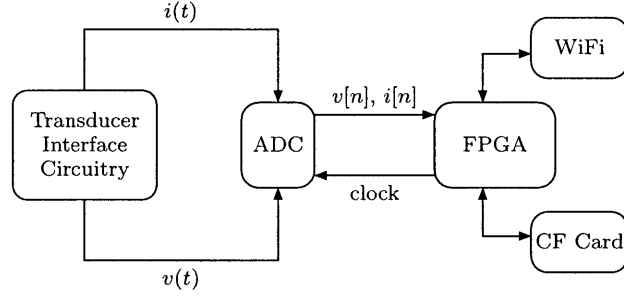 i(t)
WiFi
v[n], i[n]
Transducer
Interface
Circuitry
ADC
FPGA
clock
CF Card
v(t)